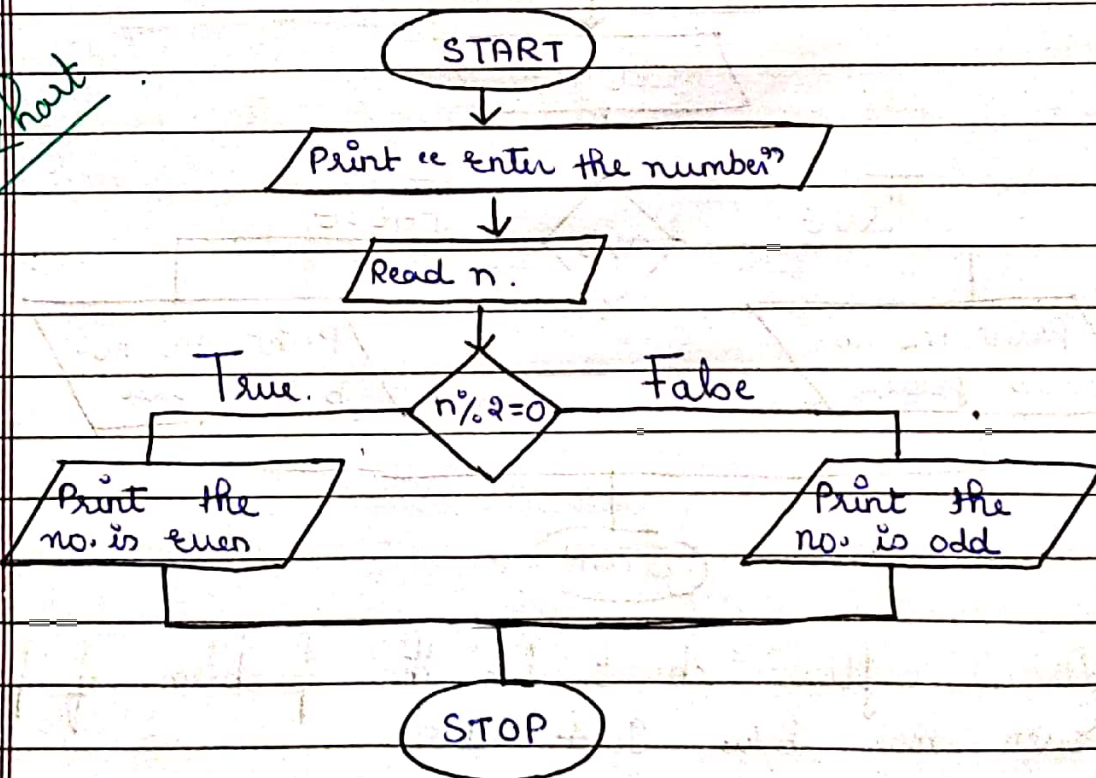 START
Print “ Enter the number”
Read n.
True.
n%2=0
False
Print the
no. is Even
Print the
no. is odd
STOP